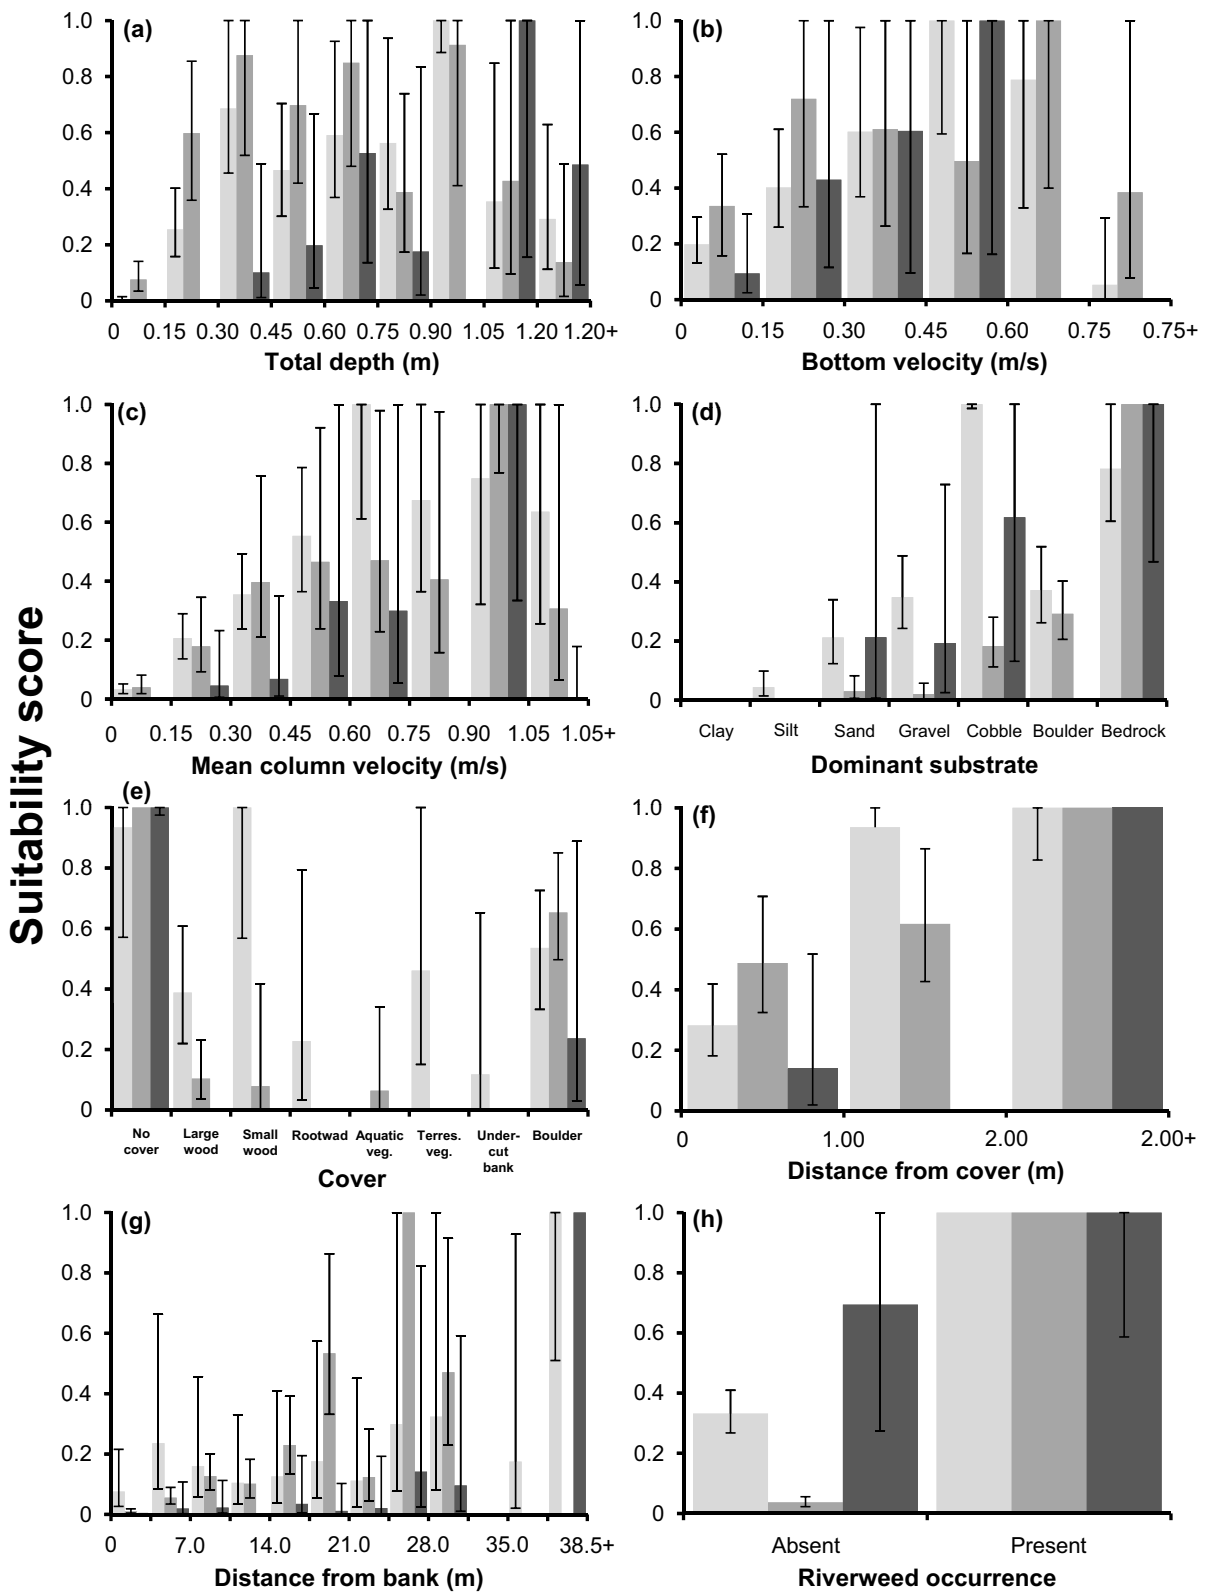 Suitability score
(a)
1.0
0.8
0.6
0.4
0.2
0
0 0.15 0.30 0.45 0.60 0.75 0.90 1.05 1.20 1.20+
Total depth (m)
(b)
1.0
0.8
0.6
0.4
0.2
0
0 0.15 0.30 0.45 0.60 0.75 0.75+
Bottom velocity (m/s)
(c)
1.0
0.8
0.6
0.4
0.2
0
0 0.15 0.30 0.45 0.60 0.75 0.90 1.05 1.05+
Mean column velocity (m/s)
(d)
1.0
0.8
0.6
0.4
0.2
0
Clay Silt Sand Gravel Cobble Boulder Bedrock
Dominant substrate
(e)
1.0
0.8
0.6
0.4
0.2
0
No Large Small Rootwad Aquatic Terres. Under- Boulder
cover wood wood veg. veg. cut
bank
Cover
(f)
1.0
0.8
0.6
0.4
0.2
0
0 1.00 2.00 2.00+
Distance from cover (m)
(g)
1.0
0.8
0.6
0.4
0.2
0
0 7.0 14.0 21.0 28.0 35.0 38.5+
Distance from bank (m)
(h)
1.0
0.8
0.6
0.4
0.2
0
Absent Present
Riverweed occurrence